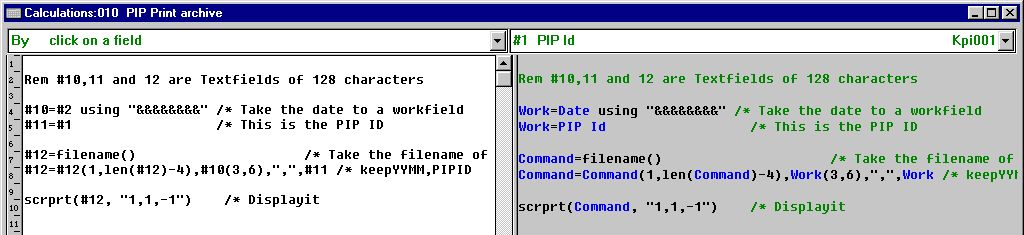 Calculations:010 PIP Print archive
By click on a field
#1 PIP Id Kpi001
1
2 Rem #10,11 and 12 are Textfields of 128 characters
3
4 #10=#2 using "&&&&&&&&" /* Take the date to a workfield
5 #11=#1 /* This is the PIP ID
6
7 #12=filename() /* Take the filename of
8 #12=#12(1,len(#12)-4),#10(3,6),",",#11 /* keepYYMM,PIPID
9
10 scrprt(#12, "1,1,-1") /* Displayit
11
Rem #10,11 and 12 are Textfields of 128 characters
Work=Date using "&&&&&&&&" /* Take the date to a workfield
Work=PIP Id /* This is the PIP ID
Command=filename() /* Take the filename of
Command=Command(1,len(Command)-4),Work(3,6),",",Work /* keepYYM
scrprt(Command, "1,1,-1") /* Displayit